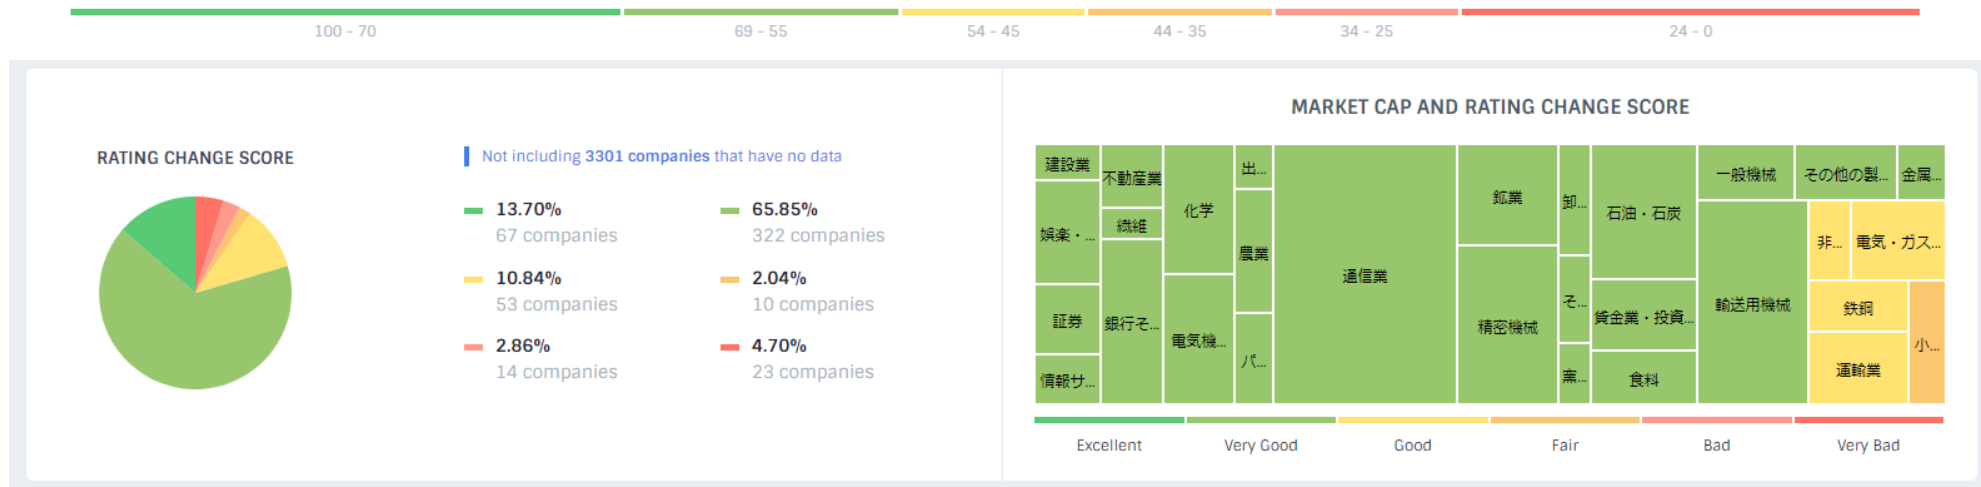 100 - 70
69 - 55
54 - 45
44 - 35
34 - 25
24 - 0
RATING CHANGE SCORE
Not including 3301 companies that have no data
13.70%
67 companies
65.85%
322 companies
10.84%
53 companies
2.04%
10 companies
2.86%
14 companies
4.70%
23 companies
MARKET CAP AND RATING CHANGE SCORE
建設業
娯楽・...
証券
情報サ...
不動産業
繊維
銀行そ...
化学
電気機...
出...
農業
パ...
通信業
鉱業
精密機械
卸...
そ...
窯...
石油・石炭
貸金業・投資...
食料
一般機械
その他の製...
金属...
輸送用機械
非...
電気・ガス...
鉄鋼
運輸業
小...
Excellent
Very Good
Good
Fair
Bad
Very Bad